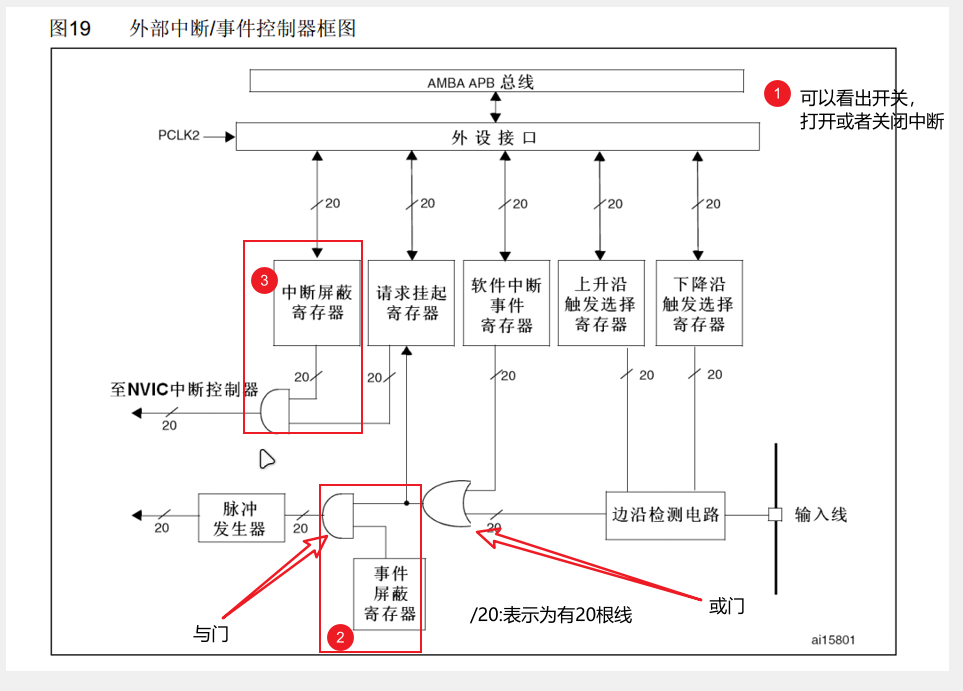 图19 外部中断/事件控制器框图
AMBA APB 总线
1
可以看出开关，
打开或者关闭中断
PCLK2
外设接口
20
20
20
20
20
3
中断屏蔽
寄存器
请求挂起
寄存器
软件中断
事件
寄存器
上升沿
触发选择
寄存器
下降沿
触发选择
寄存器
20
20
20
20
20
至NVIC中断控制器
20
脉冲
发生器
20
20
20
边沿检测电路
输入线
事件
屏蔽
寄存器
/20:表示为有20根线
或门
与门
2
ai15801